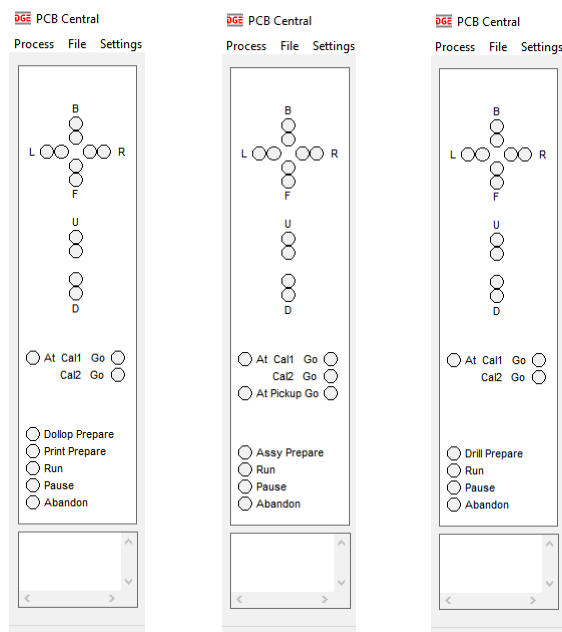 DGE PCB Central
Process File Settings
B
L R
F
U
D
At Cal1 Go
Cal2 Go
Dollop Prepare
Print Prepare
Run
Pause
Abandon
DGE PCB Central
Process File Settings
B
L R
F
U
D
At Cal1 Go
Cal2 Go
At Pickup Go
Assy Prepare
Run
Pause
Abandon
DGE PCB Central
Process File Settings
B
L R
F
U
D
At Cal1 Go
Cal2 Go
Drill Prepare
Run
Pause
Abandon